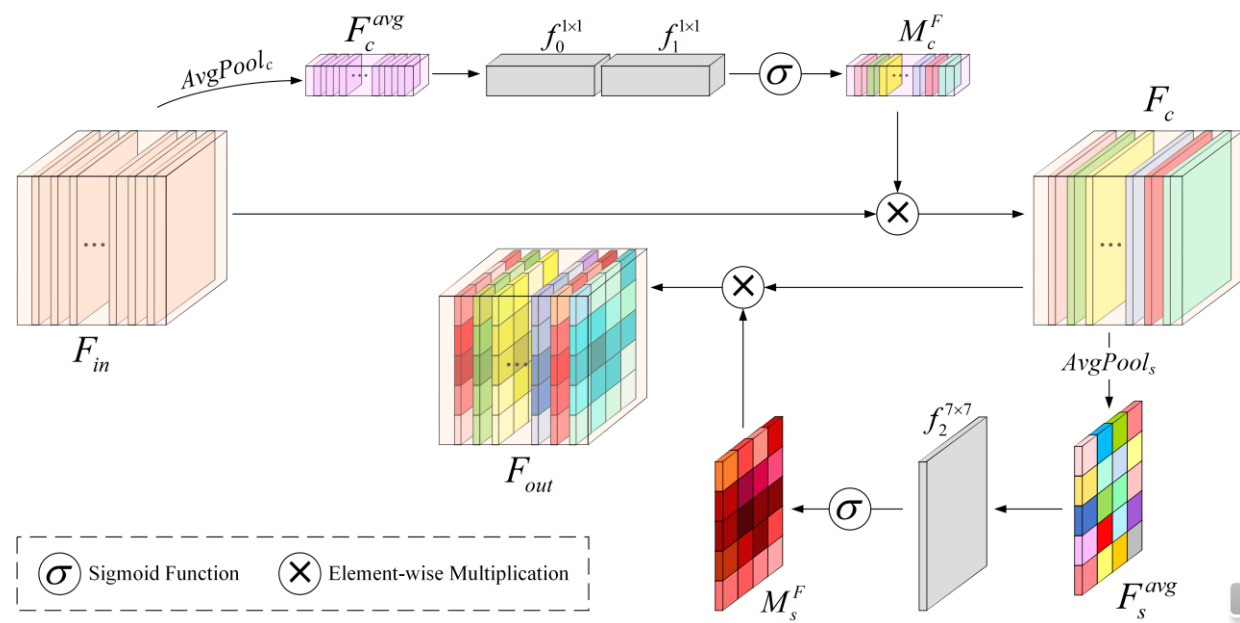 F_c^{avg}
f_0^{1×1}
f_1^{1×1}
M_c^F
AvgPool_c
σ
F_c
×
...
F_in
×
AvgPool_s
F_out
f_2^{7×7}
σ
M_s^F
F_s^{avg}
σ Sigmoid Function
× Element-wise Multiplication